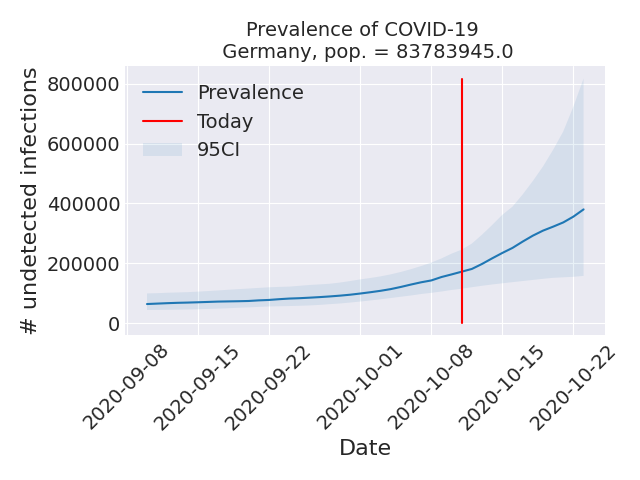 Prevalence of COVID-19
Germany, pop. = 83783945.0
# undetected infections
800000
600000
400000
200000
0
Prevalence
Today
95CI
2020-09-08
2020-09-15
2020-09-22
2020-10-01
2020-10-08
2020-10-15
2020-10-22
Date